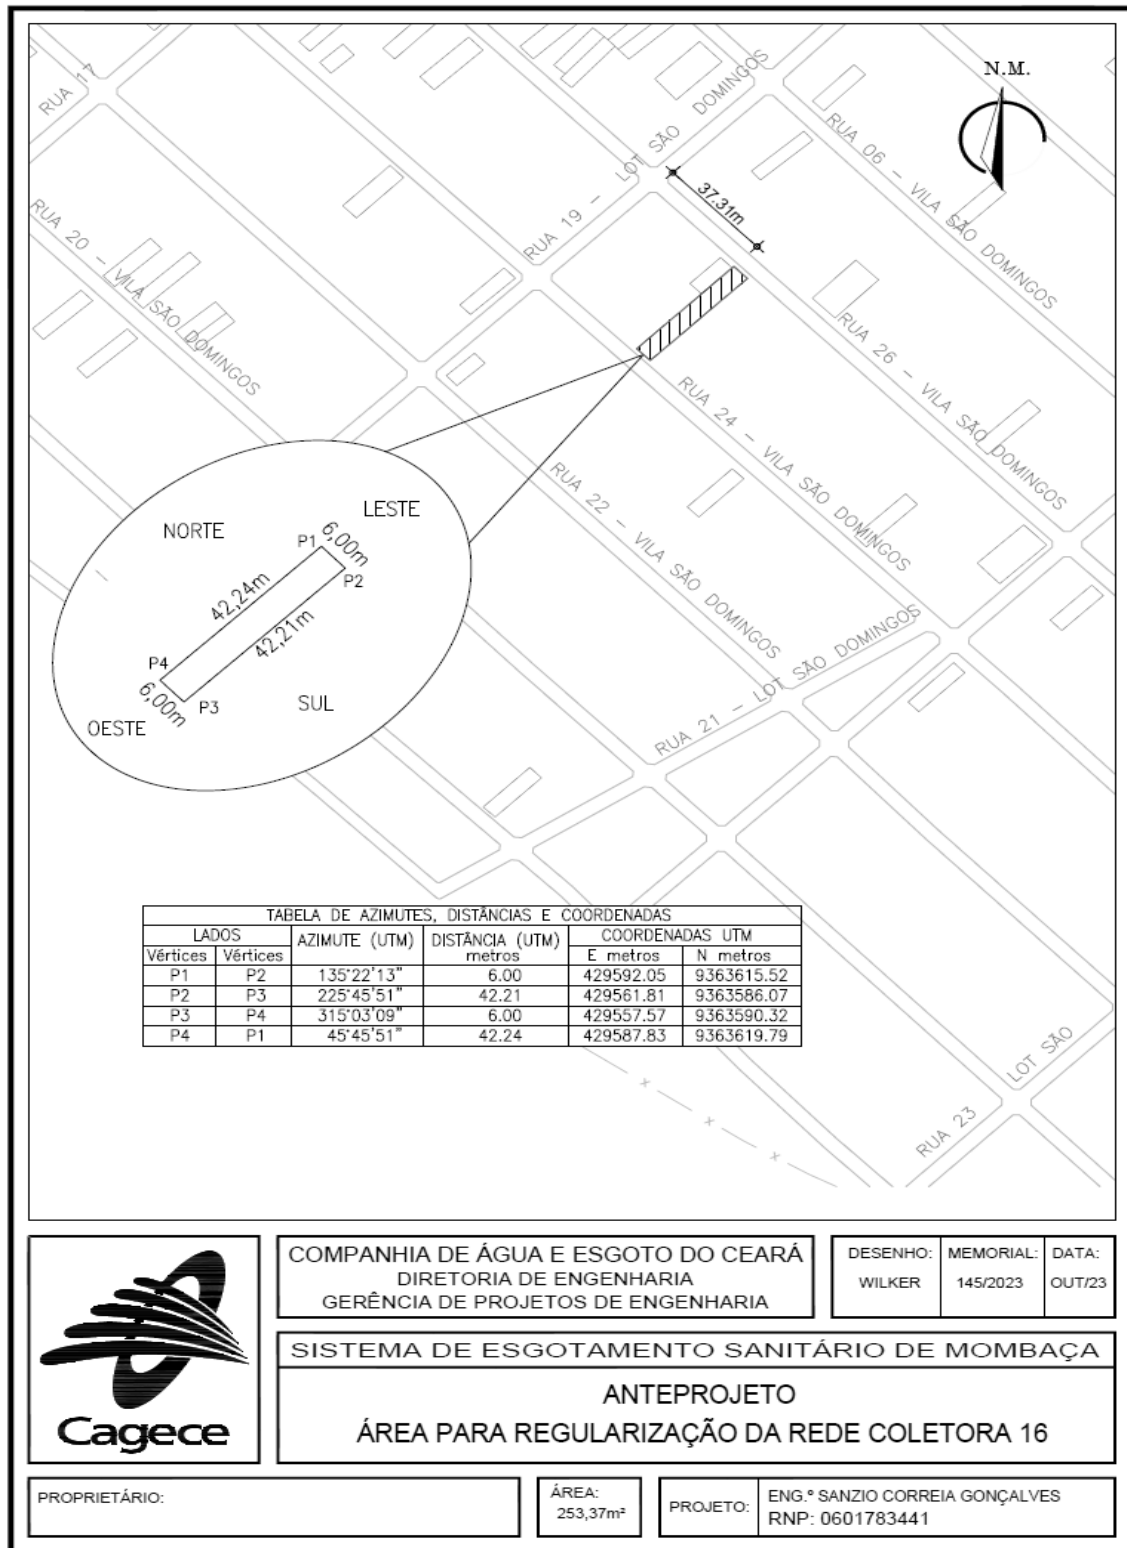 N.M.
RUA 17
RUA 19 - LOT SÃO DOMINGOS
37.31m
RUA 06 - VILA SÃO DOMINGOS
RUA 20 - VILA SÃO DOMINGOS
RUA 26 - VILA SÃO DOMINGOS
RUA 24 - VILA SÃO DOMINGOS
RUA 22 - VILA SÃO DOMINGOS
RUA 21 - LOT SÃO DOMINGOS
NORTE
LESTE
P1
6,00m
P2
42,24m
42,21m
P4
6,00m
P3
OESTE
SUL
TABELA DE AZIMUTES, DISTÂNCIAS E COORDENADAS
LADOS AZIMUTE (UTM) DISTÂNCIA (UTM) metros COORDENADAS UTM
Vértices Vértices E metros N metros
P1 P2 135°22'13" 6.00 429592.05 9363615.52
P2 P3 225°45'51" 42.21 429561.81 9363586.07
P3 P4 315°03'09" 6.00 429557.57 9363590.32
P4 P1 45°45'51" 42.24 429587.83 9363619.79
RUA 23
LOT SÃO
Cagece
COMPANHIA DE ÁGUA E ESGOTO DO CEARÁ
DIRETORIA DE ENGENHARIA
GERÊNCIA DE PROJETOS DE ENGENHARIA
DESENHO: MEMORIAL: DATA:
WILKER 145/2023 OUT/23
SISTEMA DE ESGOTAMENTO SANITÁRIO DE MOMBAÇA
ANTEPROJETO
ÁREA PARA REGULARIZAÇÃO DA REDE COLETORA 16
PROPRIETÁRIO:
ÁREA:
253,37m²
PROJETO:
ENG.º SANZIO CORREIA GONÇALVES
RNP: 0601783441